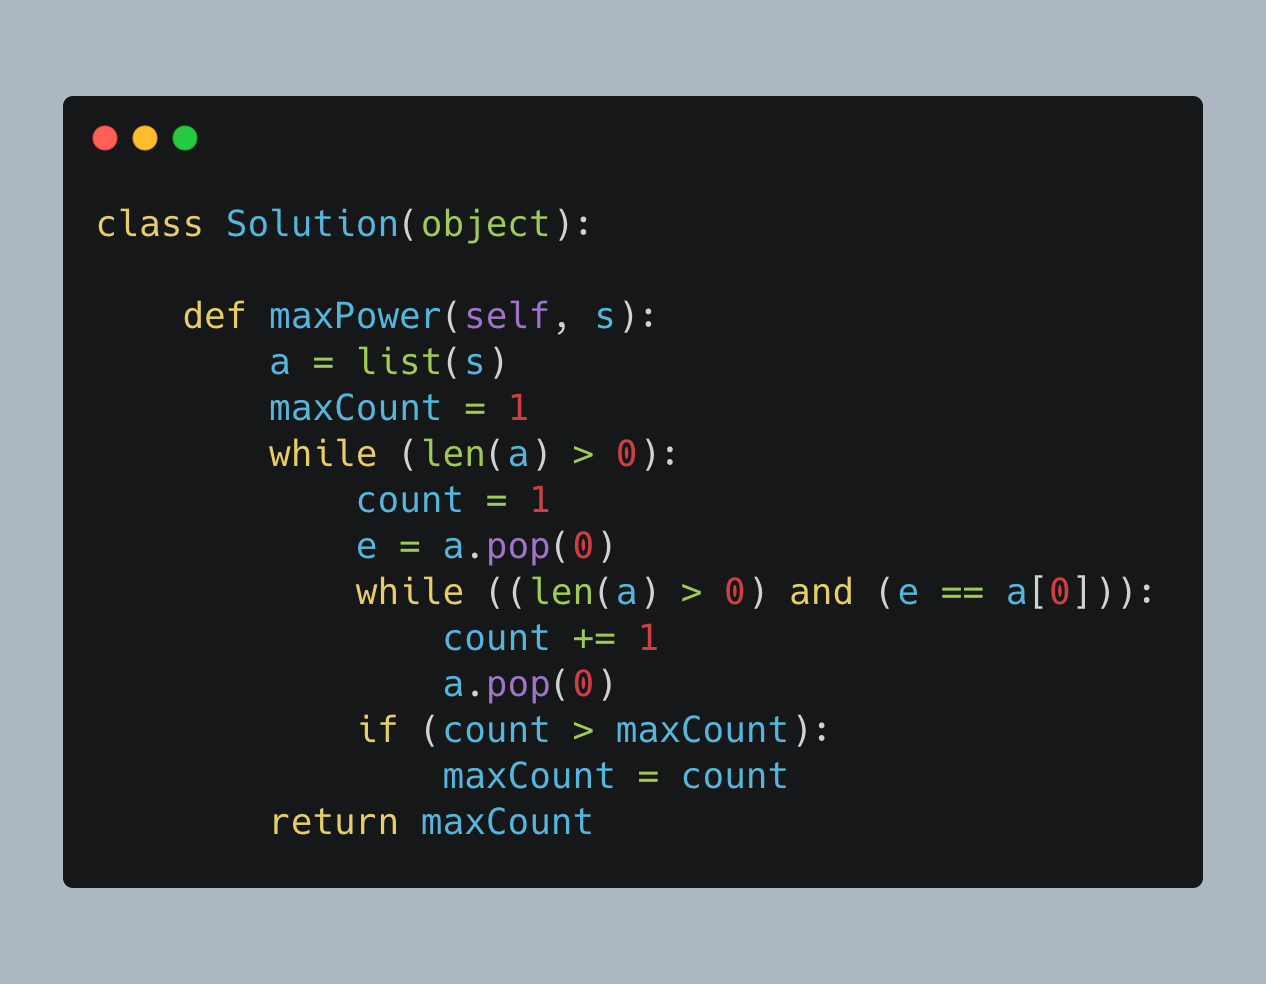 class Solution(object):

    def maxPower(self, s):
        a = list(s)
        maxCount = 1
        while (len(a) > 0):
            count = 1
            e = a.pop(0)
            while ((len(a) > 0) and (e == a[0])):
                count += 1
                a.pop(0)
            if (count > maxCount):
                maxCount = count
        return maxCount